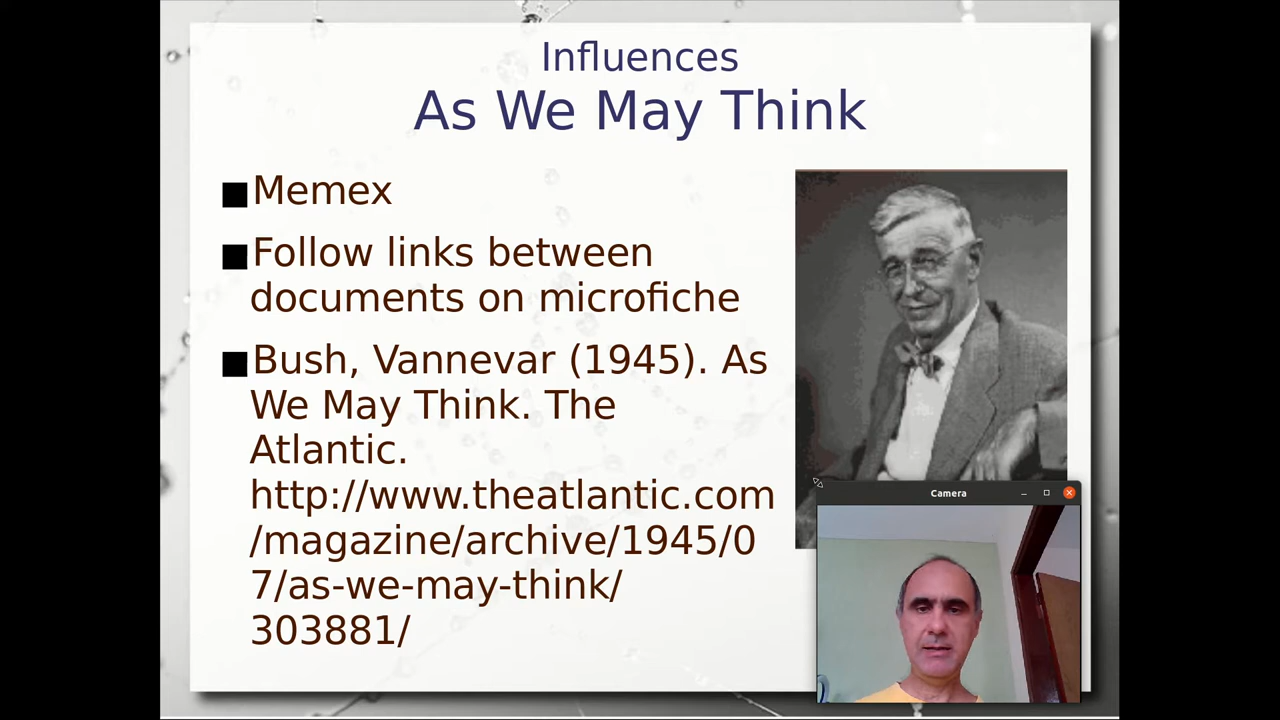 Influences
As We May Think
Memex
Follow links between
documents on microfiche
Bush, Vannevar (1945). As
We May Think. The
Atlantic.
http://www.theatlantic.com
/magazine/archive/1945/0
7/as-we-may-think/
303881/
Camera